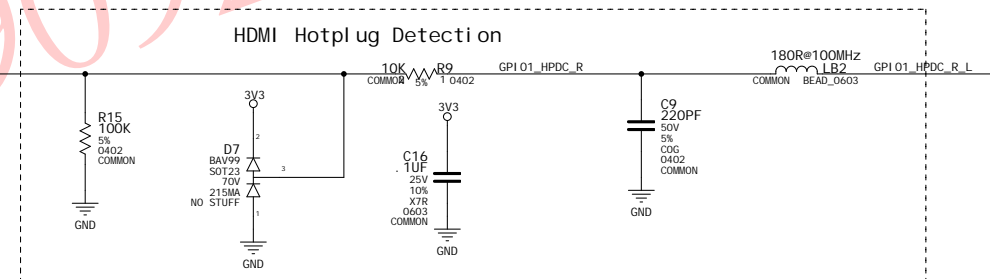 HDMI Hotplug Detection
10K
R9
COMMON
2
5%
1
0402
GPIO1_HPDC_R
180R@100MHz
LB2
COMMON
BEAD_0603
GPIO1_HPDC_R_L
R15
100K
5%
0402
COMMON
GND
3V3
2
D7
BAV99
SOT23
70V
215MA
NO STUFF
3
1
GND
3V3
C16
.1UF
25V
10%
X7R
0603
COMMON
GND
C9
220PF
50V
5%
COG
0402
COMMON
GND